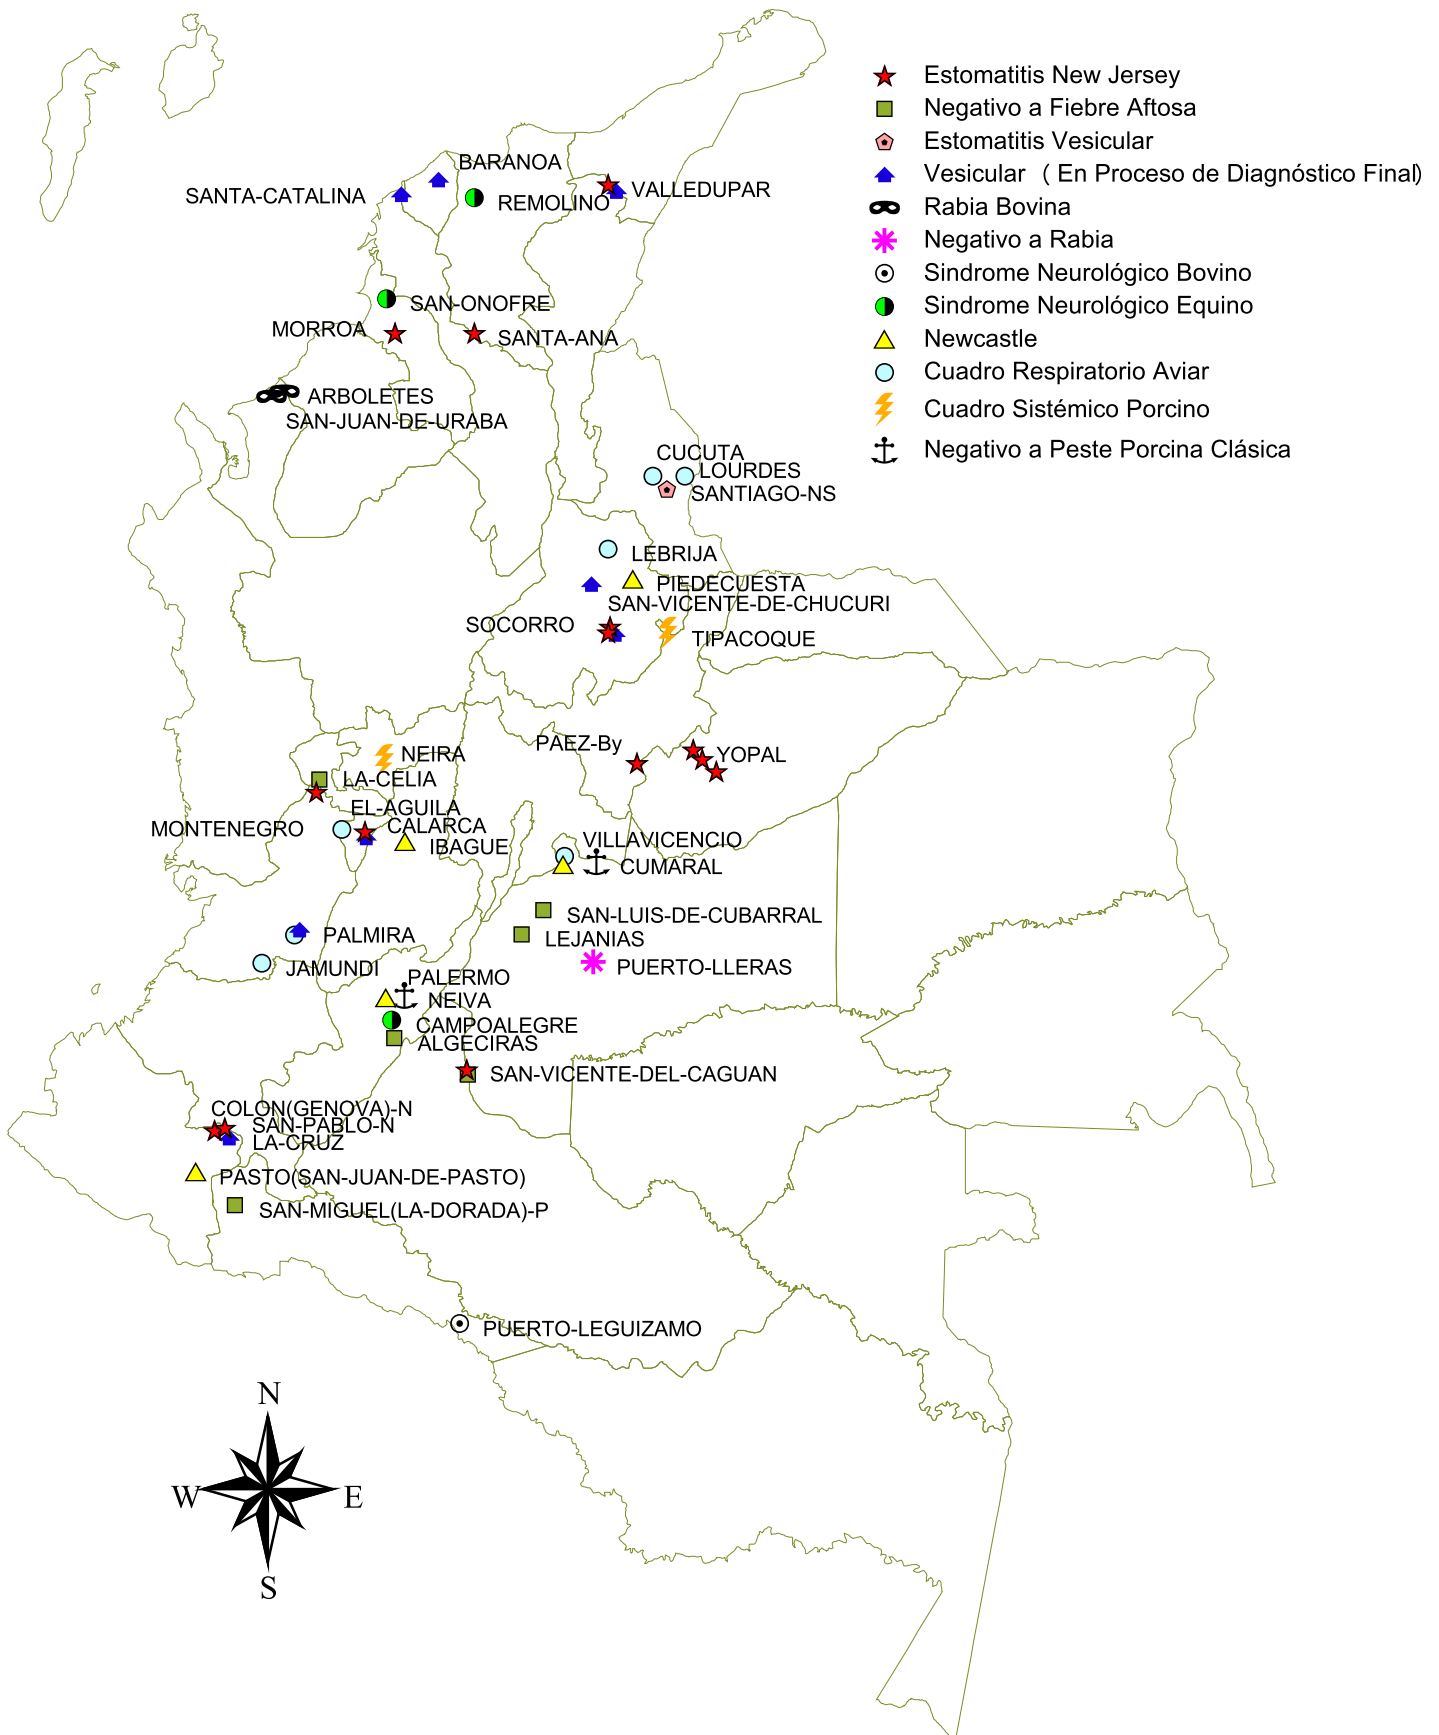 Estomatitis New Jersey
Negativo a Fiebre Aftosa
Estomatitis Vesicular
Vesicular ( En Proceso de Diagnóstico Final)
Rabia Bovina
Negativo a Rabia
Sindrome Neurológico Bovino
Sindrome Neurológico Equino
Newcastle
Cuadro Respiratorio Aviar
Cuadro Sistémico Porcino
Negativo a Peste Porcina Clásica
BARANOA
SANTA-CATALINA
REMOLINO
VALLEDUPAR
SAN-ONOFRE
MORROA
SANTA-ANA
ARBOLETES
SAN-JUAN-DE-URABA
CUCUTA
LOURDES
SANTIAGO-NS
LEBRIJA
PIEDECUESTA
SAN-VICENTE-DE-CHUCURI
SOCORRO
TIPACOQUE
PAEZ-By
YOPAL
NEIRA
LA-CELIA
EL-AGUILA
MONTENEGRO
CALARCA
IBAGUE
VILLAVICENCIO
CUMARAL
SAN-LUIS-DE-CUBARRAL
LEJANIAS
PALMIRA
JAMUNDI
PUERTO-LLERAS
PALERMO
NEIVA
CAMPOALEGRE
ALGECIRAS
SAN-VICENTE-DEL-CAGUAN
COLON(GENOVA)-N
SAN-PABLO-N
LA-CRUZ
PASTO(SAN-JUAN-DE-PASTO)
SAN-MIGUEL(LA-DORADA)-P
PUERTO-LEGUIZAMO
N
W
E
S